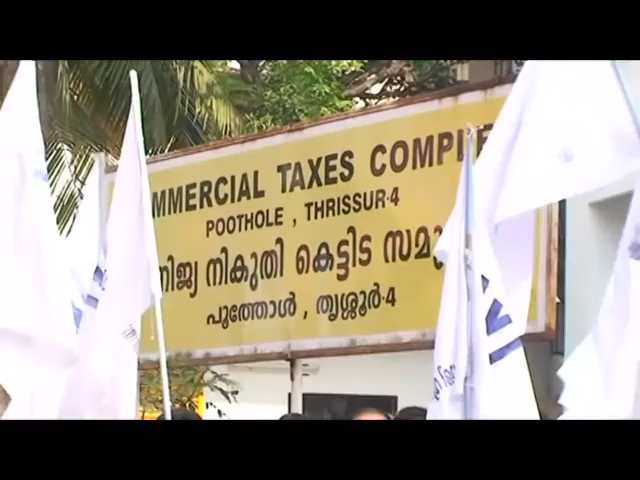 MMERCIAL TAXES COMPLE
POOTHOLE , THRISSUR-4
നിജ്യ നികുതി കെട്ടിട സമു
പൂത്തോൾ , തൃശ്ശൂർ-4